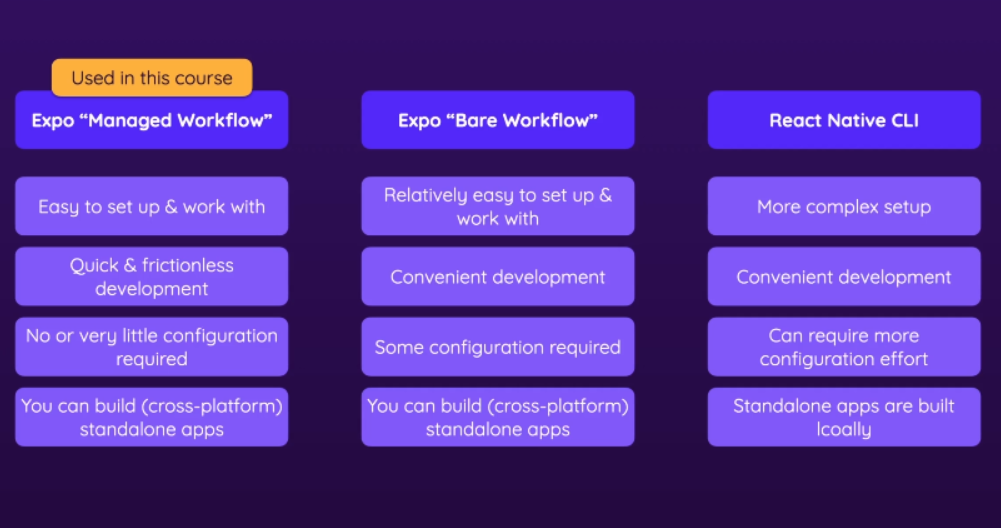 Used in this course
Expo “Managed Workflow”
Easy to set up & work with
Quick & frictionless
development
No or very little configuration
required
You can build (cross-platform)
standalone apps
Expo “Bare Workflow”
Relatively easy to set up &
work with
Convenient development
Some configuration required
You can build (cross-platform)
standalone apps
React Native CLI
More complex setup
Convenient development
Can require more
configuration effort
Standalone apps are built
lcoally